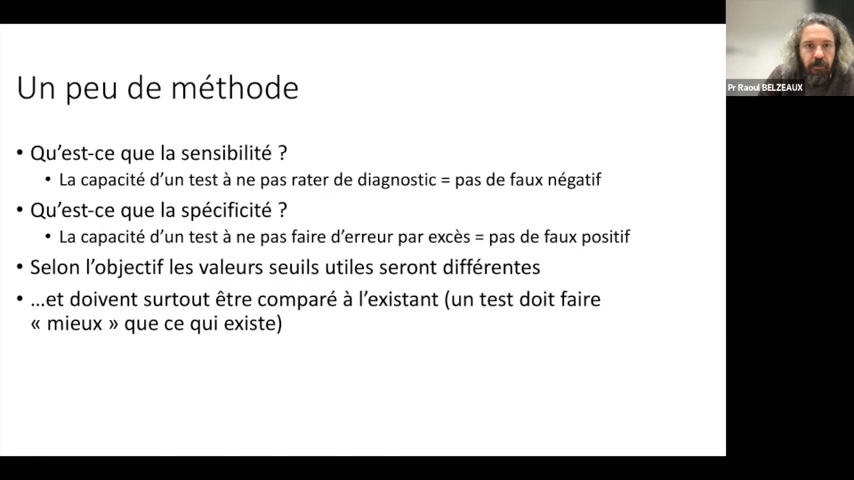 Un peu de méthode
• Qu’est-ce que la sensibilité ?
• La capacité d’un test à ne pas rater de diagnostic = pas de faux négatif
• Qu’est-ce que la spécificité ?
• La capacité d’un test à ne pas faire d’erreur par excès = pas de faux positif
• Selon l’objectif les valeurs seuils utiles seront différentes
• …et doivent surtout être comparé à l’existant (un test doit faire
« mieux » que ce qui existe)
Pr Raoul BELZEAUX